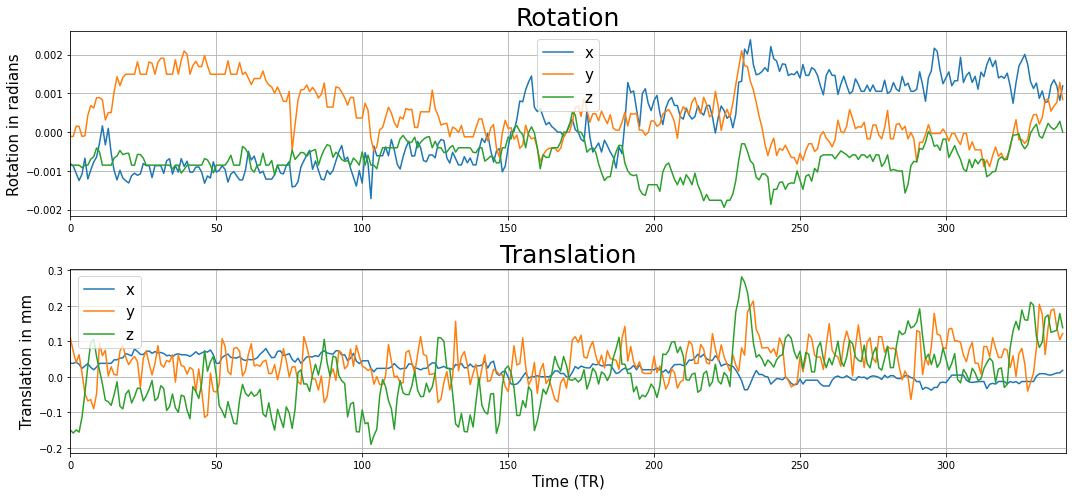 Rotation
Rotation in radians
0.002
0.001
0.000
−0.001
−0.002
x
y
z
0
50
100
150
200
250
300
Translation
Translation in mm
0.3
0.2
0.1
0.0
−0.1
−0.2
x
y
z
0
50
100
150
200
250
300
Time (TR)